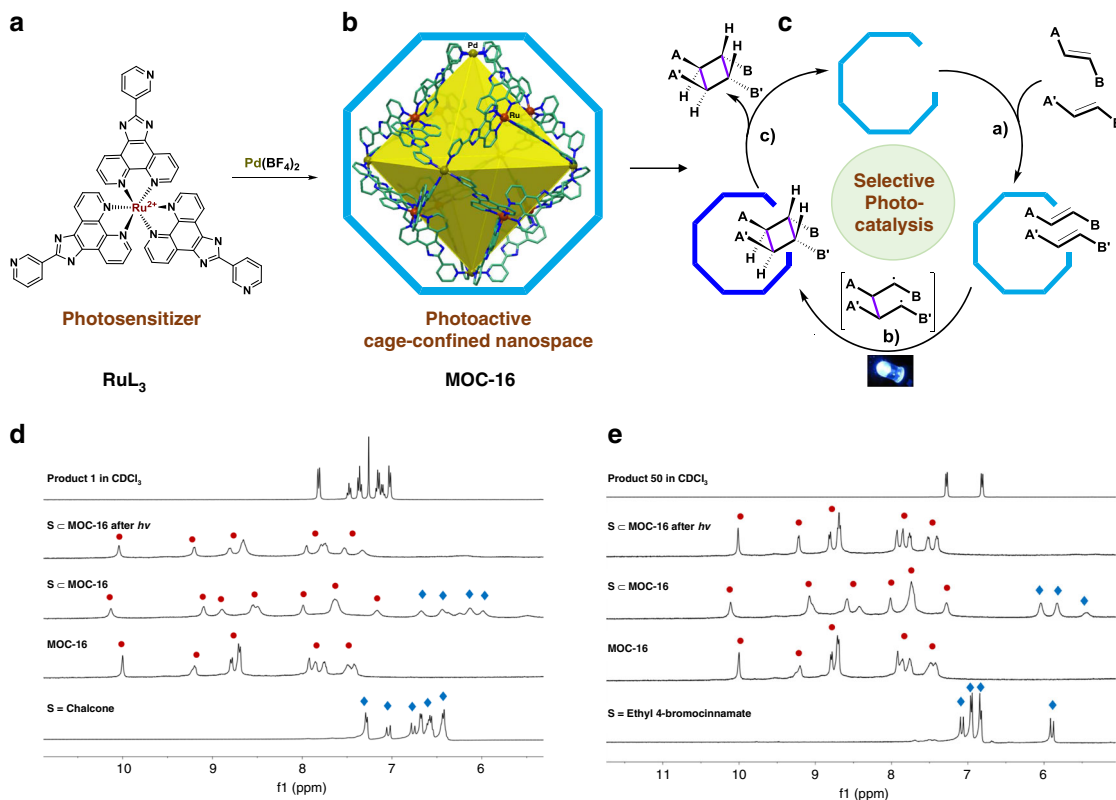 a
N
N
N
N
N
N
N
Ru2+
N
N
N
N
N
N
N
N
Photosensitizer
RuL3
Pd(BF4)2
b
Pd
Ru
Photoactive
cage-confined nanospace
MOC-16
c
A
H
H
A'
B
B'
H
H
c)
a)
A
B
A'
Selective
Photo-
catalysis
A
H
H
A'
B
B'
H
H
A
B
A'
B'
A
B
A'
B'
b)
d
Product 1 in CDCl3
S ⊂ MOC-16 after hv
S ⊂ MOC-16
MOC-16
S = Chalcone
10 9 8 7 6
f1 (ppm)
e
Product 50 in CDCl3
S ⊂ MOC-16 after hv
S ⊂ MOC-16
MOC-16
S = Ethyl 4-bromocinnamate
11 10 9 8 7 6
f1 (ppm)